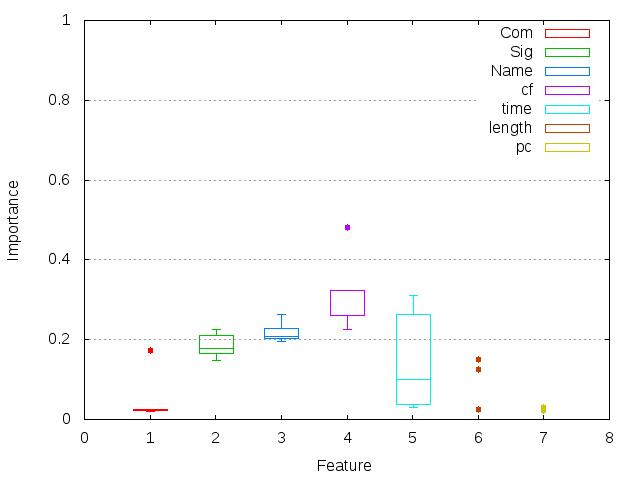 1
Com
Sig
Name
0.8
cf
time
length
pc
0.6
Importance
0.4
0.2
0
0 1 2 3 4 5 6 7 8
Feature